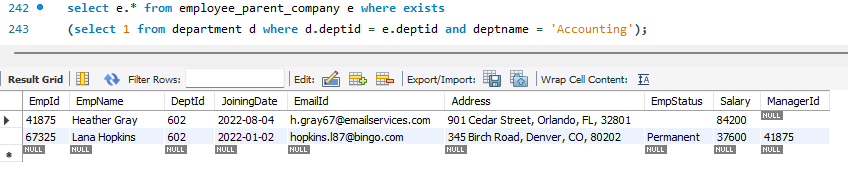 242 select e.* from employee_parent_company e where exists
243 (select 1 from department d where d.deptid = e.deptid and deptname = 'Accounting');
Result Grid Filter Rows: Edit: Export/Import: Wrap Cell Content:
EmpId EmpName DeptId JoiningDate EmailId Address EmpStatus Salary ManagerId
41875 Heather Gray 602 2022-08-04 h.gray67@emailservices.com 901 Cedar Street, Orlando, FL, 32801 84200 NULL
67325 Lana Hopkins 602 2022-01-02 hopkins.l87@bingo.com 345 Birch Road, Denver, CO, 80202 Permanent 37600 41875
NULL NULL NULL NULL NULL NULL NULL NULL NULL